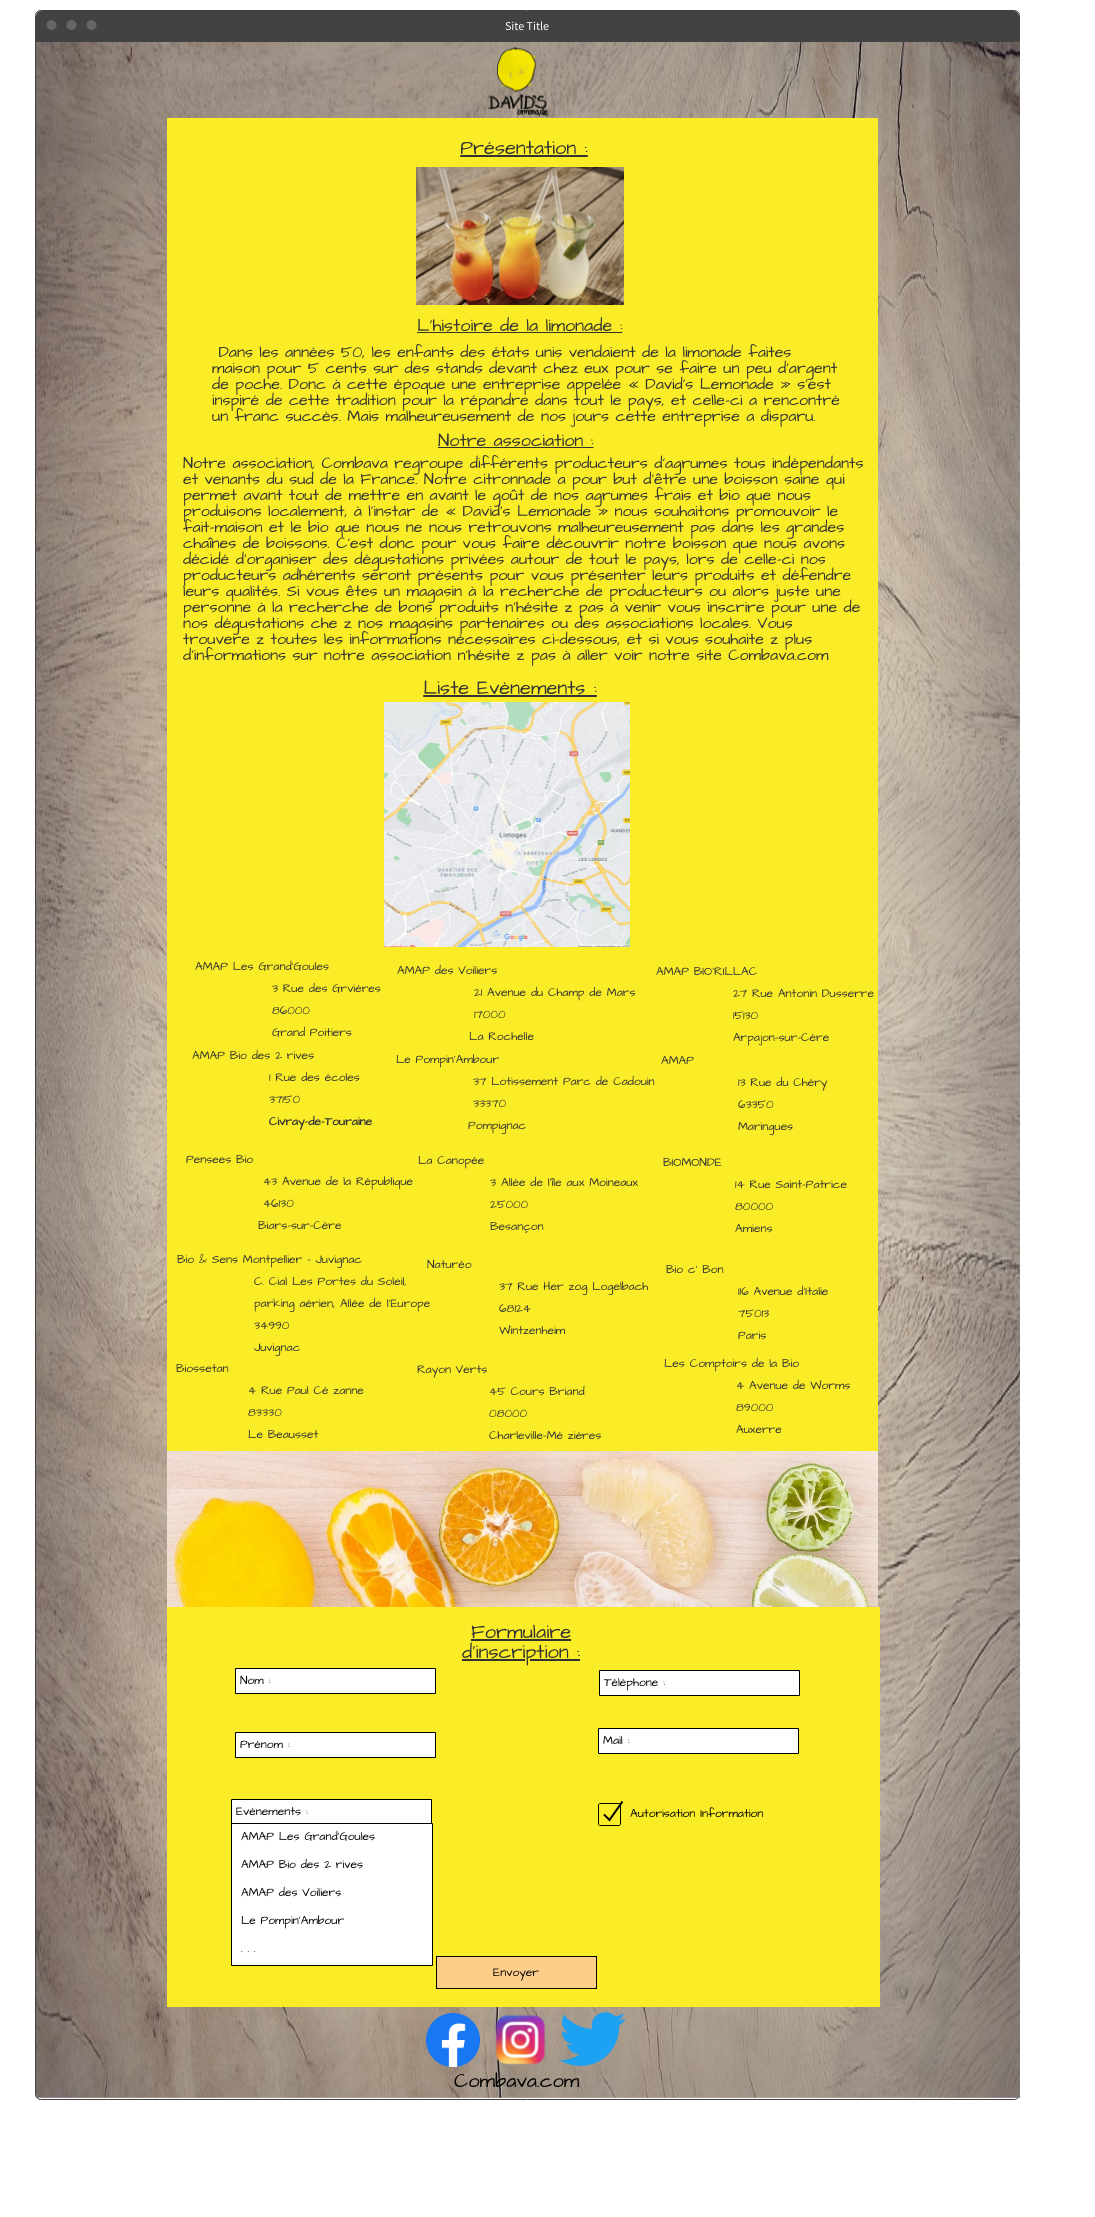 Site Title
DAVID'S
Lemonade
Présentation :
L'histoire de la limonade :
Dans les années 50, les enfants des états unis vendaient de la limonade faites
maison pour 5 cents sur des stands devant chez eux pour se faire un peu d'argent
de poche. Donc à cette époque une entreprise appelée « David's Lemonade » s'est
inspiré de cette tradition pour la répandre dans tout le pays, et celle-ci a rencontré
un franc succès. Mais malheureusement de nos jours cette entreprise a disparu.
Notre association :
Notre association, Combava regroupe différents producteurs d'agrumes tous indépendants
et venants du sud de la France. Notre citronnade a pour but d'être une boisson saine qui
permet avant tout de mettre en avant le goût de nos agrumes frais et bio que nous
produisons localement, à l'instar de « David's Lemonade » nous souhaitons promouvoir le
fait-maison et le bio que nous ne nous retrouvons malheureusement pas dans les grandes
chaînes de boissons. C'est donc pour vous faire découvrir notre boisson que nous avons
décidé d'organiser des dégustations privées autour de tout le pays, lors de celle-ci nos
producteurs adhérents seront présents pour vous présenter leurs produits et défendre
leurs qualités. Si vous êtes un magasin à la recherche de producteurs ou alors juste une
personne à la recherche de bons produits n'hésite z pas à venir vous inscrire pour une de
nos dégustations che z nos magasins partenaires ou des associations locales. Vous
trouvere z toutes les informations nécessaires ci-dessous, et si vous souhaite z plus
d'informations sur notre association n'hésite z pas à aller voir notre site Combava.com
Liste Evènements :
Limoges
L'ABBESSAILLE
CITÉ
LES LONGES
QUARTIER DES
ÉMAILLEURS
Google
AMAP Les Grand'Goules
3 Rue des Grvières
86000
Grand Poitiers
AMAP des Voiliers
21 Avenue du Champ de Mars
17000
La Rochelle
AMAP BIO'RILLAC
27 Rue Antonin Dusserre
15130
Arpajon-sur-Cère
AMAP Bio des 2 rives
1 Rue des écoles
37150
Civray-de-Touraine
Le Pompin'Ambour
37 Lotissement Parc de Cadouin
33370
Pompignac
AMAP
13 Rue du Chéry
63350
Maringues
Pensees Bio
43 Avenue de la République
46130
Biars-sur-Cère
La Canopée
3 Allée de l'Île aux Moineaux
25000
Besançon
BIOMONDE
14 Rue Saint-Patrice
80000
Amiens
Bio & Sens Montpellier - Juvignac
C. Cial Les Portes du Soleil,
parking aérien, Allée de l'Europe
34990
Juvignac
Naturéo
37 Rue Her zog Logelbach
68124
Wintzenheim
Bio c' Bon
116 Avenue d'Italie
75013
Paris
Biossetan
4 Rue Paul Cé zanne
83330
Le Beausset
Rayon Verts
45 Cours Briand
08000
Charleville-Mé zières
Les Comptoirs de la Bio
4 Avenue de Worms
89000
Auxerre
Formulaire
d'inscription :
Nom :
Téléphone :
Prénom :
Mail :
Evénements :
Autorisation Information
AMAP Les Grand'Goules
AMAP Bio des 2 rives
AMAP des Voiliers
Le Pompin'Ambour
. . .
Envoyer
Combava.com